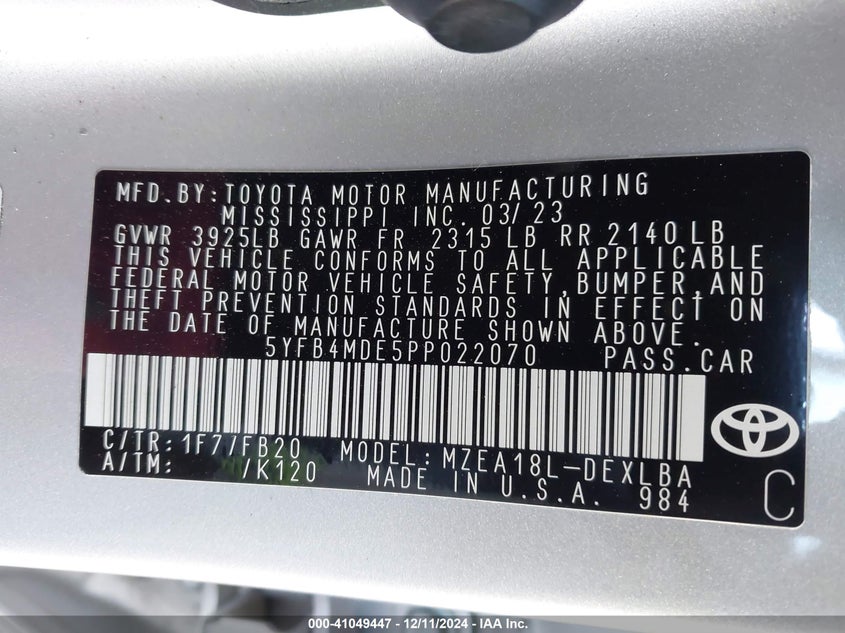 MFD.BY:TOYOTA MOTOR MANUFACTURING
MISSISSIPPI INC. 03/23
GVWR 3925LB GAWR FR 2315 LB RR 2140 LB
THIS VEHICLE CONFORMS TO ALL APPLICABLE
FEDERAL MOTOR VEHICLE SAFETY,BUMPER,AND
THEFT PREVENTION STANDARDS IN EFFECT ON
THE DATE OF MANUFACTURE SHOWN ABOVE.
5YFB4MDE5PP022070 PASS.CAR
C/TR:1F7/FB20 MODEL:MZEA18L-DEXLBA
A/TM: /K120 MADE IN U.S.A. 984
C
000-41049447 - 12/11/2024 - IAA Inc.